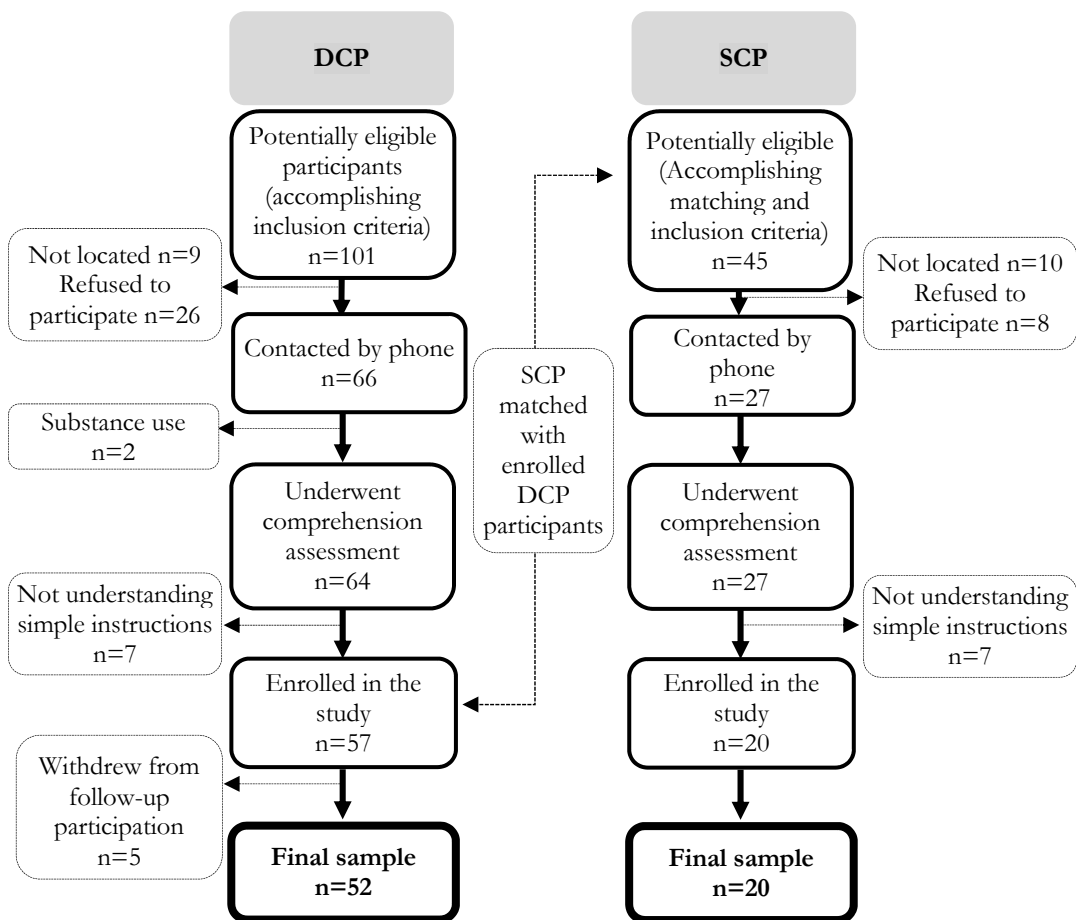 DCP
Potentially eligible
participants
(accomplishing
inclusion criteria)
n=101
Not located n=9
Refused to
participate n=26
Contacted by phone
n=66
Substance use
n=2
Underwent
comprehension
assessment
n=64
Not understanding
simple instructions
n=7
Enrolled in the
study
n=57
Withdrew from
follow-up
participation
n=5
Final sample
n=52
SCP
matched
with
enrolled
DCP
participants
SCP
Potentially eligible
(Accomplishing
matching and
inclusion criteria)
n=45
Not located n=10
Refused to
participate n=8
Contacted by
phone
n=27
Underwent
comprehension
assessment
n=27
Not understanding
simple instructions
n=7
Enrolled in the
study
n=20
Final sample
n=20